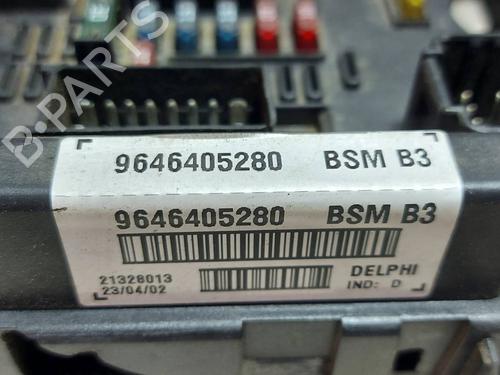 9646405280 BSM B3
9646405280 BSM B3
21328013
23/04/02
DELPHI
IND: D
B-PARTS